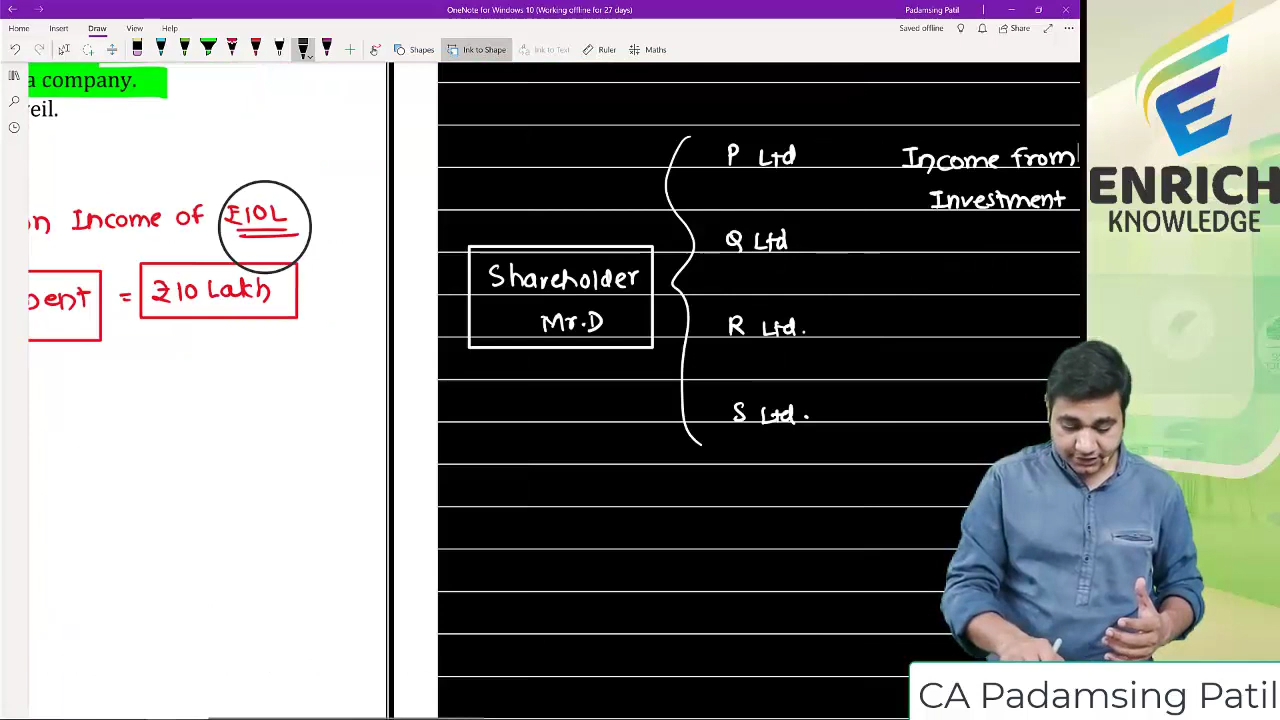 OneNote for Windows 10 (Working offline for 27 days)
Padamsing Patil
Home Insert Draw View Help
Saved offline
Share
Shapes
Ink to Shape
Ink to Text
Ruler
Maths
a company.
eil.
on Income of ₹10L
pent = ₹10 Lakh
Shareholder
Mr.D
P Ltd
Q Ltd
R Ltd.
S Ltd.
Income from
Investment
ENRICH
KNOWLEDGE
CA Padamsing Patil